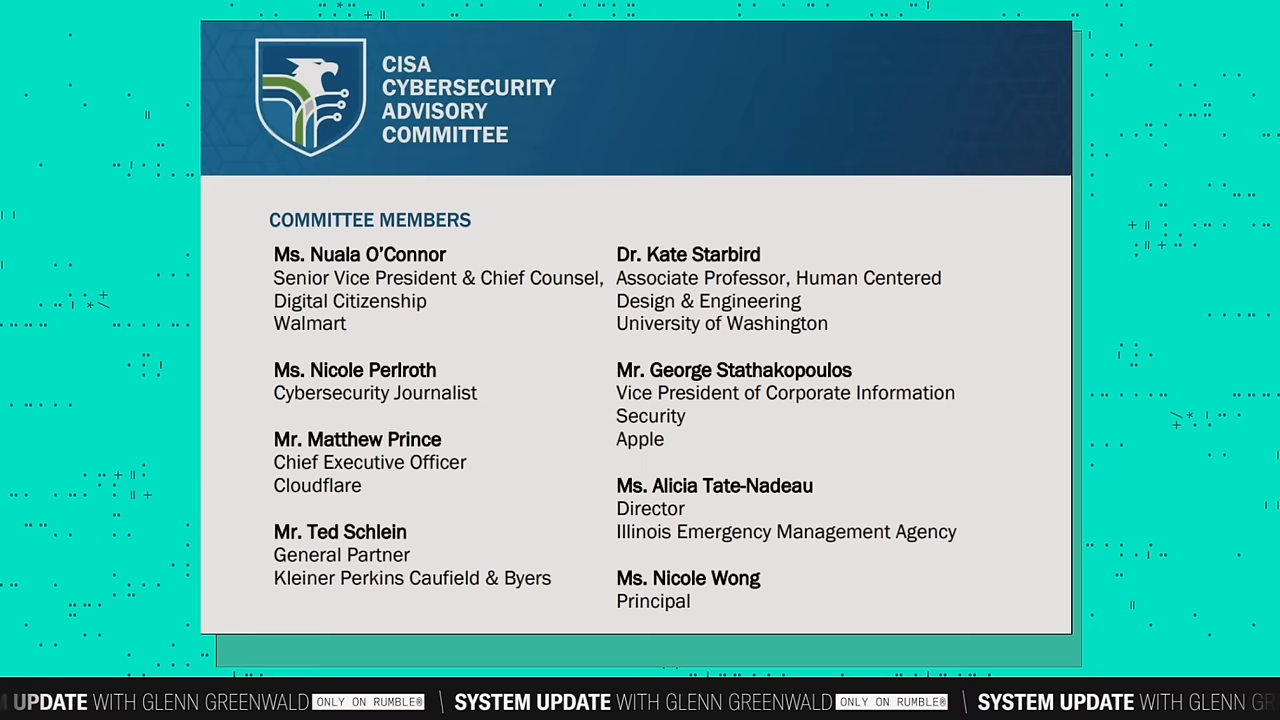 CISA
CYBERSECURITY
ADVISORY
COMMITTEE
COMMITTEE MEMBERS
Ms. Nuala O'Connor
Senior Vice President & Chief Counsel,
Digital Citizenship
Walmart
Ms. Nicole Perlroth
Cybersecurity Journalist
Mr. Matthew Prince
Chief Executive Officer
Cloudflare
Mr. Ted Schlein
General Partner
Kleiner Perkins Caufield & Byers
Dr. Kate Starbird
Associate Professor, Human Centered
Design & Engineering
University of Washington
Mr. George Stathakopoulos
Vice President of Corporate Information
Security
Apple
Ms. Alicia Tate-Nadeau
Director
Illinois Emergency Management Agency
Ms. Nicole Wong
Principal
M UPDATE WITH GLENN GREENWALD ONLY ON RUMBLE® \ SYSTEM UPDATE WITH GLENN GREENWALD ONLY ON RUMBLE® \ SYSTEM UPDATE WITH GLENN GR